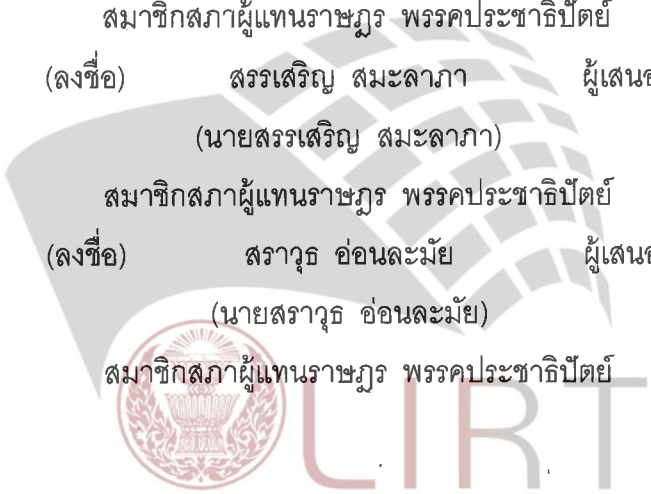 สมาชิกสภาผู้แทนราษฎร พรรคประชาธิปัตย์
(ลงชื่อ) สรรเสริญ สมะลาภา ผู้เสนอ
(นายสรรเสริญ สมะลาภา)
สมาชิกสภาผู้แทนราษฎร พรรคประชาธิปัตย์
(ลงชื่อ) สราวุธ อ่อนละมัย ผู้เสนอ
(นายสราวุธ อ่อนละมัย)
สมาชิกสภาผู้แทนราษฎร พรรคประชาธิปัตย์
LIRT